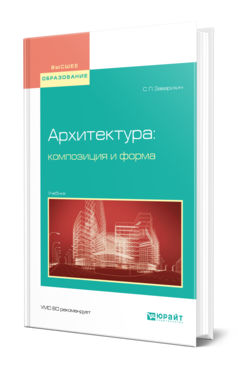 ВЫСШЕЕ
ОБРАЗОВАНИЕ
С. П. Заварихин
Архитектура:
композиция и форма
Учебник
УМО ВО рекомендует
юрайт